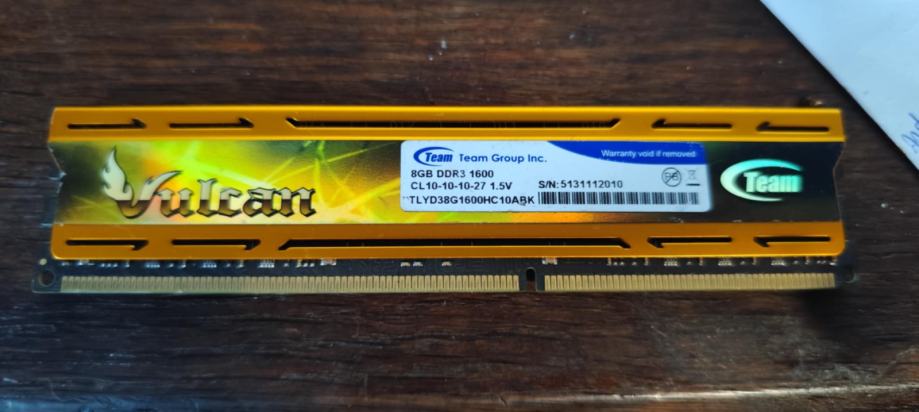 Vulcan
Team Team Group Inc.
Warranty void if removed
8GB DDR3 1600
CL10-10-10-27 1.5V
S/N:5131112010
TLYD38G1600HC10ABK
Team